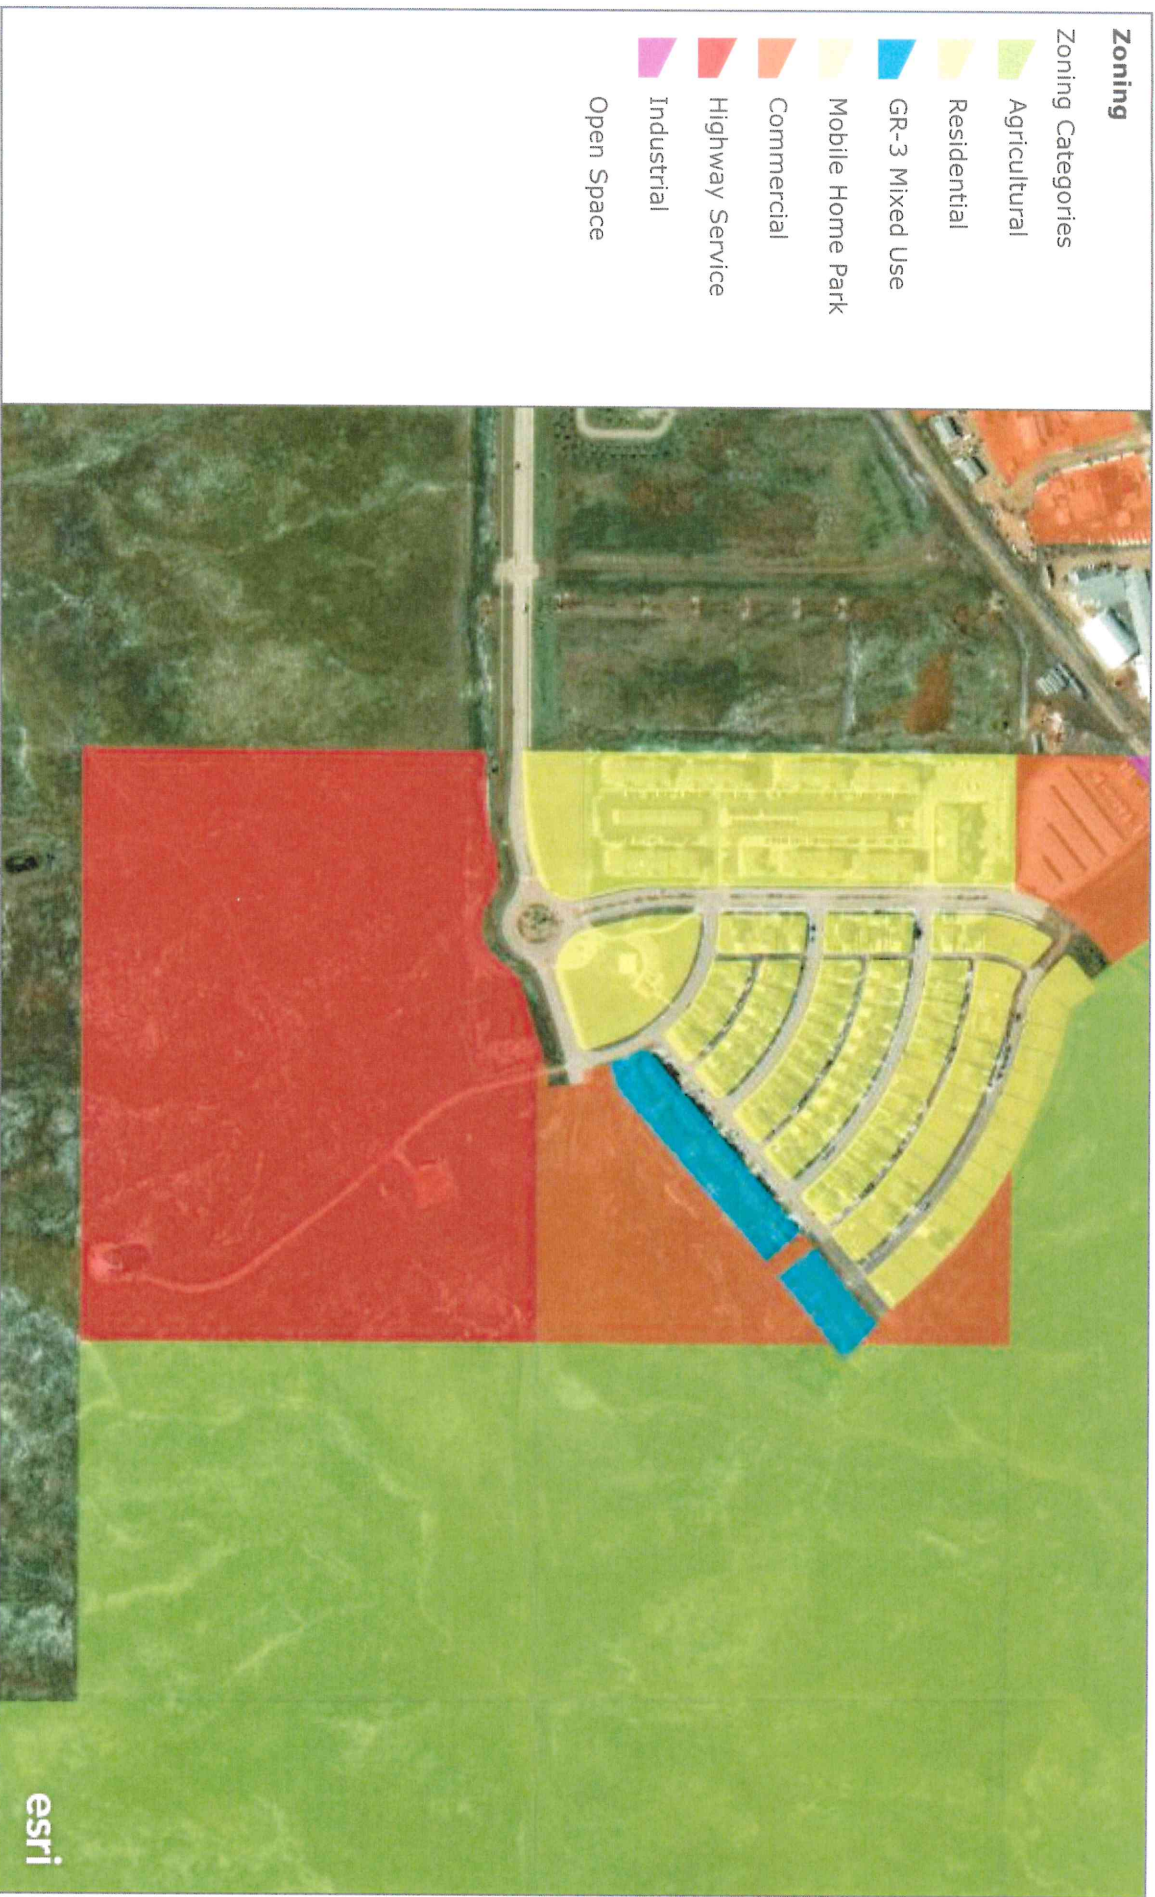 Zoning
Zoning Categories
Agricultural
Residential
GR-3 Mixed Use
Mobile Home Park
Commercial
Highway Service
Industrial
Open Space
esri